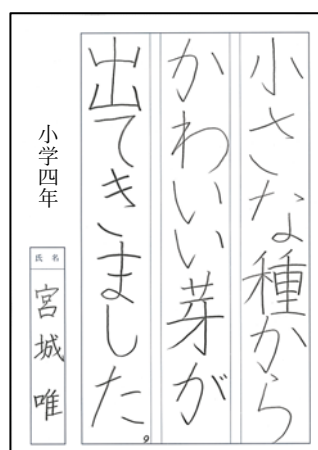 小さな種から
かわいい芽が
出てきました。
小学四年
氏名
宮城唯